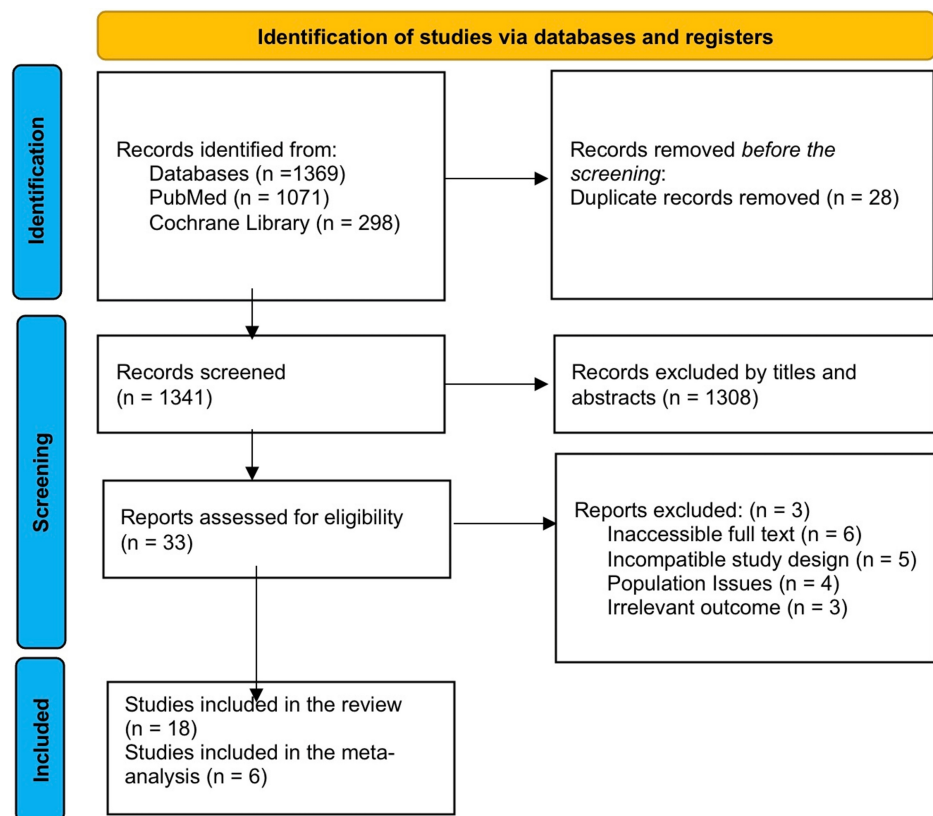 Identification of studies via databases and registers
Identification
Records identified from:
Databases (n =1369)
PubMed (n = 1071)
Cochrane Library (n = 298)
Records removed before the
screening:
Duplicate records removed (n = 28)
Screening
Records screened
(n = 1341)
Records excluded by titles and
abstracts (n = 1308)
Reports assessed for eligibility
(n = 33)
Reports excluded: (n = 3)
Inaccessible full text (n = 6)
Incompatible study design (n = 5)
Population Issues (n = 4)
Irrelevant outcome (n = 3)
Included
Studies included in the review
(n = 18)
Studies included in the meta-
analysis (n = 6)